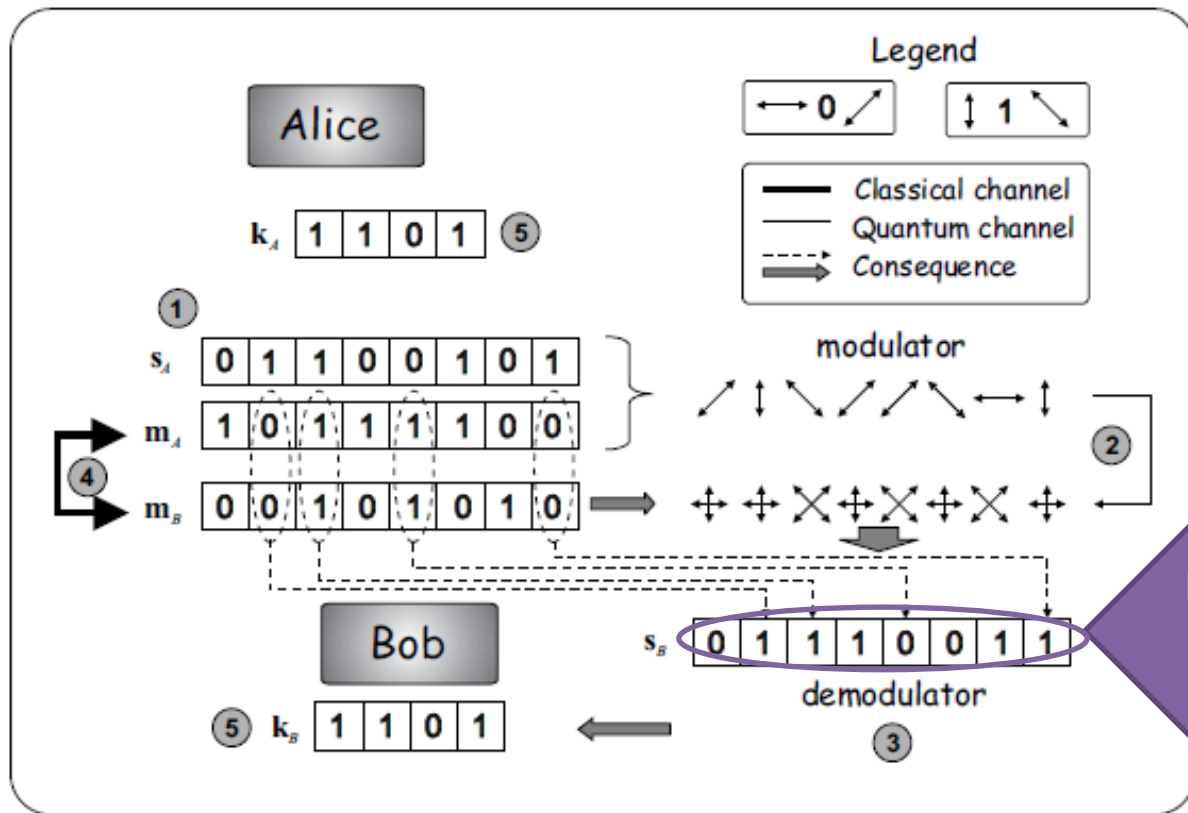 Legend
0
1
Alice
Classical channel
Quantum channel
Consequence
k_A 1 1 0 1 5
1
s_A 0 1 1 0 0 1 0 1
modulator
m_A 1 0 1 1 1 1 0 0
2
4
m_B 0 0 1 0 1 0 1 0
Bob
s_B 0 1 1 1 0 0 1 1
demodulator
5 k_B 1 1 0 1
3